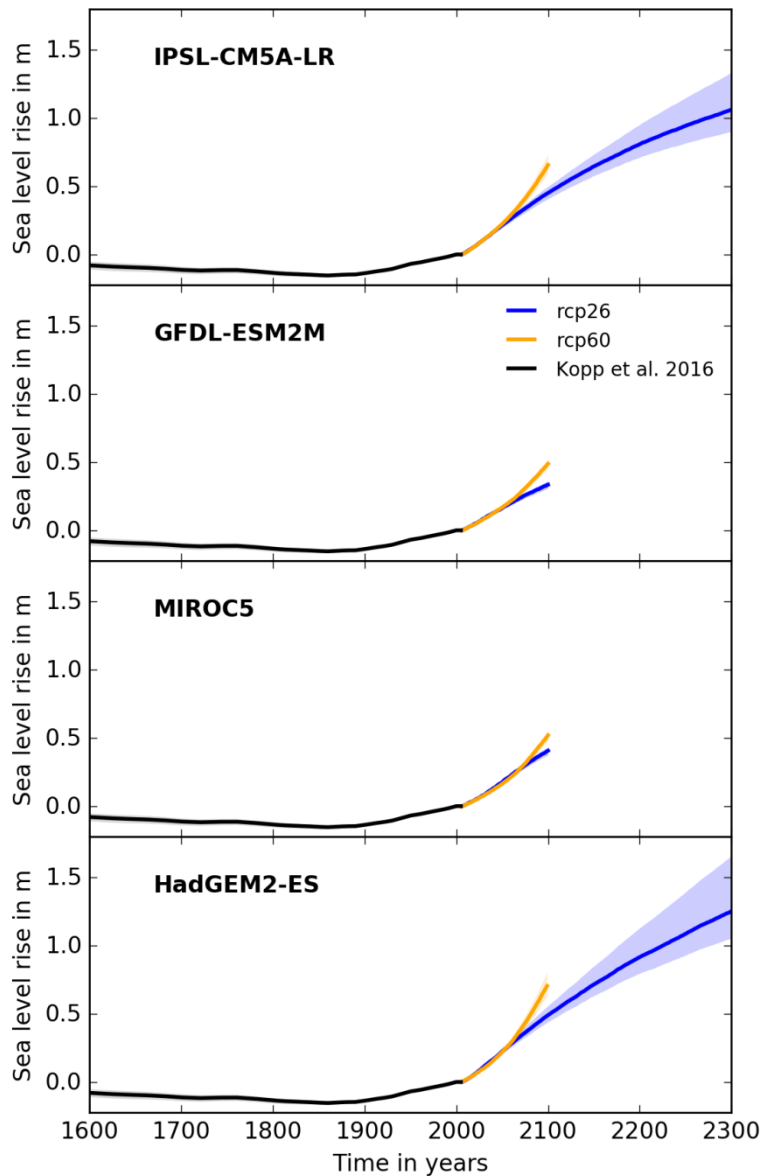 IPSL-CM5A-LR
Sea level rise in m
1.5
1.0
0.5
0.0
GFDL-ESM2M
rcp26
rcp60
Kopp et al. 2016
Sea level rise in m
1.5
1.0
0.5
0.0
MIROC5
Sea level rise in m
1.5
1.0
0.5
0.0
HadGEM2-ES
Sea level rise in m
1.5
1.0
0.5
0.0
1600 1700 1800 1900 2000 2100 2200 2300
Time in years